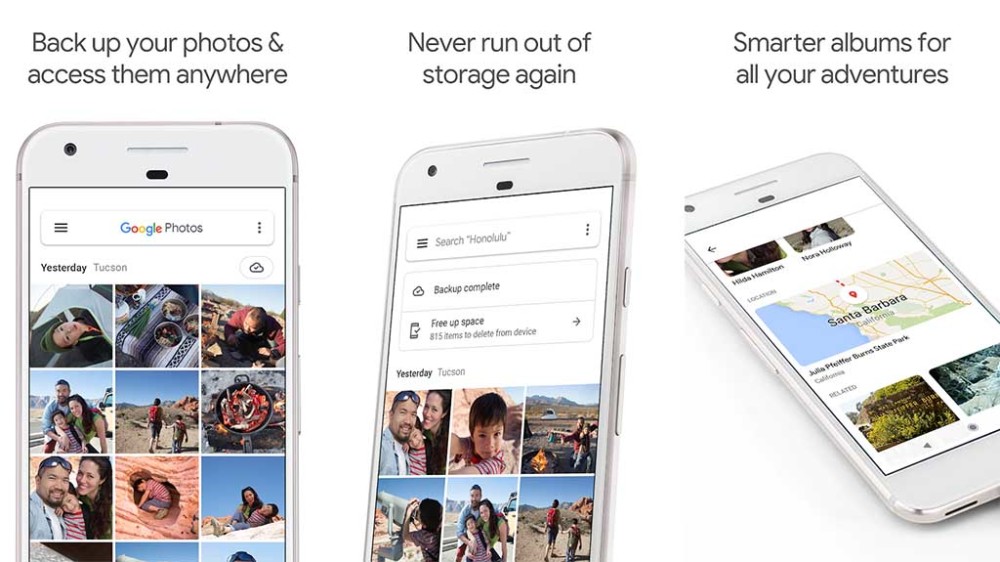 Back up your photos &
access them anywhere
Google Photos
Yesterday Tucson
Never run out of
storage again
Search "Honolulu"
Backup complete
Free up space
815 items to delete from device
Yesterday Tucson
Smarter albums for
all your adventures
Hilda Hamilton
Nora Holloway
LOCATION
Santa Barbara
California
Julia Pfeiffer Burns State Park
California
RELATED